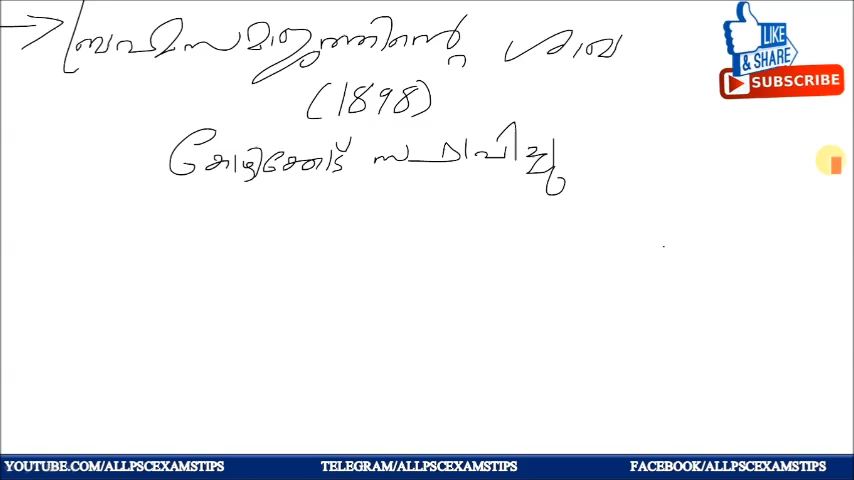 → ബ്രഹ്മസമാജത്തിന്റെ ശാഖ
(1898)
കോഴിക്കോട് സ്ഥാപിച്ചു
LIKE
& SHARE
SUBSCRIBE
YOUTUBE.COM/ALLPSCEXAMSTIPS TELEGRAM/ALLPSCEXAMSTIPS FACEBOOK/ALLPSCEXAMSTIPS